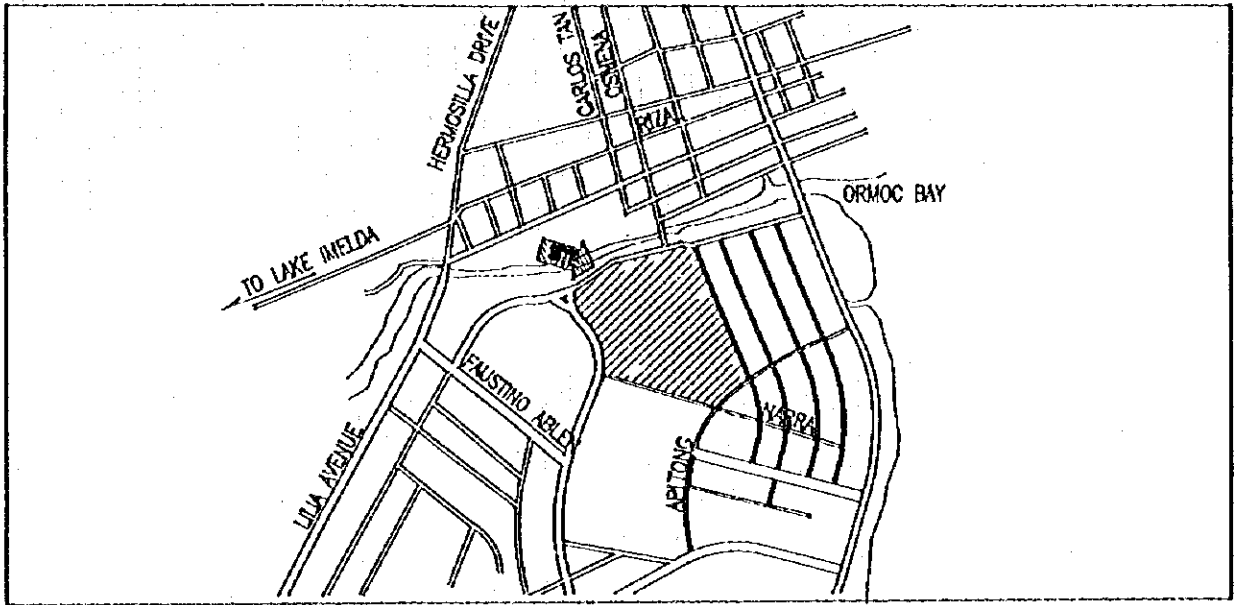 HERMOSILLA DRIVE
CARLOS TAN
OSMENA
RIZAL
ORMOC BAY
TO LAKE IMELDA
FAUSTINO ABLEN
NARRA
APITONG
LILIA AVENUE